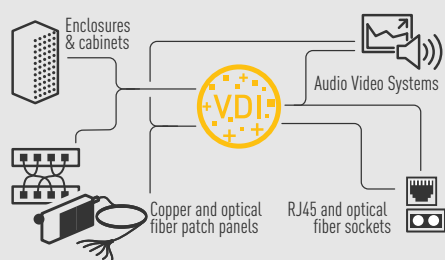 Enclosures
& cabinets
VDI
Audio Video Systems
Copper and optical
fiber patch panels
RJ45 and optical
fiber sockets